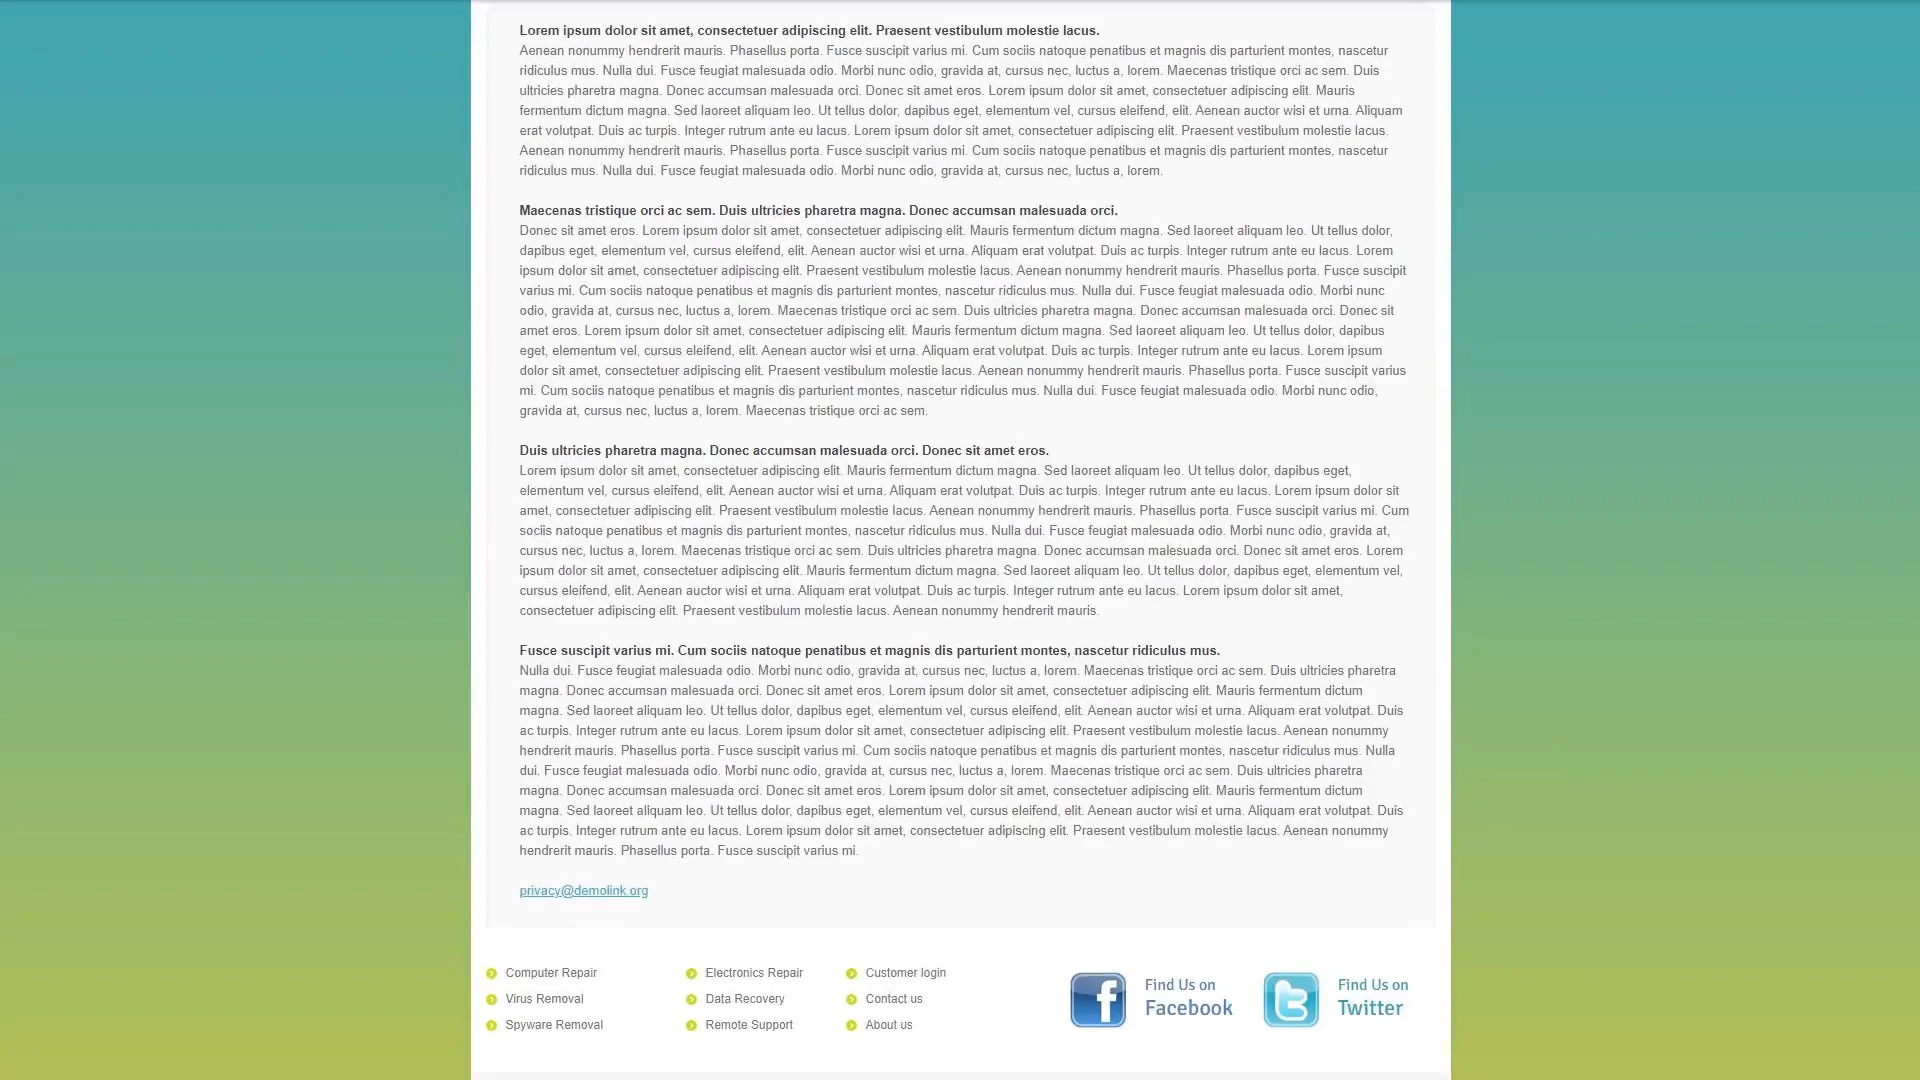 Lorem ipsum dolor sit amet, consectetuer adipiscing elit. Praesent vestibulum molestie lacus.
Aenean nonummy hendrerit mauris. Phasellus porta. Fusce suscipit varius mi. Cum sociis natoque penatibus et magnis dis parturient montes, nascetur
ridiculus mus. Nulla dui. Fusce feugiat malesuada odio. Morbi nunc odio, gravida at, cursus nec, luctus a, lorem. Maecenas tristique orci ac sem. Duis
ultricies pharetra magna. Donec accumsan malesuada orci. Donec sit amet eros. Lorem ipsum dolor sit amet, consectetuer adipiscing elit. Mauris
fermentum dictum magna. Sed laoreet aliquam leo. Ut tellus dolor, dapibus eget, elementum vel, cursus eleifend, elit. Aenean auctor wisi et urna. Aliquam
erat volutpat. Duis ac turpis. Integer rutrum ante eu lacus. Lorem ipsum dolor sit amet, consectetuer adipiscing elit. Praesent vestibulum molestie lacus.
Aenean nonummy hendrerit mauris. Phasellus porta. Fusce suscipit varius mi. Cum sociis natoque penatibus et magnis dis parturient montes, nascetur
ridiculus mus. Nulla dui. Fusce feugiat malesuada odio. Morbi nunc odio, gravida at, cursus nec, luctus a, lorem.
Maecenas tristique orci ac sem. Duis ultricies pharetra magna. Donec accumsan malesuada orci.
Donec sit amet eros. Lorem ipsum dolor sit amet, consectetuer adipiscing elit. Mauris fermentum dictum magna. Sed laoreet aliquam leo. Ut tellus dolor,
dapibus eget, elementum vel, cursus eleifend, elit. Aenean auctor wisi et urna. Aliquam erat volutpat. Duis ac turpis. Integer rutrum ante eu lacus. Lorem
ipsum dolor sit amet, consectetuer adipiscing elit. Praesent vestibulum molestie lacus. Aenean nonummy hendrerit mauris. Phasellus porta. Fusce suscipit
varius mi. Cum sociis natoque penatibus et magnis dis parturient montes, nascetur ridiculus mus. Nulla dui. Fusce feugiat malesuada odio. Morbi nunc
odio, gravida at, cursus nec, luctus a, lorem. Maecenas tristique orci ac sem. Duis ultricies pharetra magna. Donec accumsan malesuada orci. Donec sit
amet eros. Lorem ipsum dolor sit amet, consectetuer adipiscing elit. Mauris fermentum dictum magna. Sed laoreet aliquam leo. Ut tellus dolor, dapibus
eget, elementum vel, cursus eleifend, elit. Aenean auctor wisi et urna. Aliquam erat volutpat. Duis ac turpis. Integer rutrum ante eu lacus. Lorem ipsum
dolor sit amet, consectetuer adipiscing elit. Praesent vestibulum molestie lacus. Aenean nonummy hendrerit mauris. Phasellus porta. Fusce suscipit varius
mi. Cum sociis natoque penatibus et magnis dis parturient montes, nascetur ridiculus mus. Nulla dui. Fusce feugiat malesuada odio. Morbi nunc odio,
gravida at, cursus nec, luctus a, lorem. Maecenas tristique orci ac sem.
Duis ultricies pharetra magna. Donec accumsan malesuada orci. Donec sit amet eros.
Lorem ipsum dolor sit amet, consectetuer adipiscing elit. Mauris fermentum dictum magna. Sed laoreet aliquam leo. Ut tellus dolor, dapibus eget,
elementum vel, cursus eleifend, elit. Aenean auctor wisi et urna. Aliquam erat volutpat. Duis ac turpis. Integer rutrum ante eu lacus. Lorem ipsum dolor sit
amet, consectetuer adipiscing elit. Praesent vestibulum molestie lacus. Aenean nonummy hendrerit mauris. Phasellus porta. Fusce suscipit varius mi. Cum
sociis natoque penatibus et magnis dis parturient montes, nascetur ridiculus mus. Nulla dui. Fusce feugiat malesuada odio. Morbi nunc odio, gravida at,
cursus nec, luctus a, lorem. Maecenas tristique orci ac sem. Duis ultricies pharetra magna. Donec accumsan malesuada orci. Donec sit amet eros. Lorem
ipsum dolor sit amet, consectetuer adipiscing elit. Mauris fermentum dictum magna. Sed laoreet aliquam leo. Ut tellus dolor, dapibus eget, elementum vel,
cursus eleifend, elit. Aenean auctor wisi et urna. Aliquam erat volutpat. Duis ac turpis. Integer rutrum ante eu lacus. Lorem ipsum dolor sit amet,
consectetuer adipiscing elit. Praesent vestibulum molestie lacus. Aenean nonummy hendrerit mauris.
Fusce suscipit varius mi. Cum sociis natoque penatibus et magnis dis parturient montes, nascetur ridiculus mus.
Nulla dui. Fusce feugiat malesuada odio. Morbi nunc odio, gravida at, cursus nec, luctus a, lorem. Maecenas tristique orci ac sem. Duis ultricies pharetra
magna. Donec accumsan malesuada orci. Donec sit amet eros. Lorem ipsum dolor sit amet, consectetuer adipiscing elit. Mauris fermentum dictum
magna. Sed laoreet aliquam leo. Ut tellus dolor, dapibus eget, elementum vel, cursus eleifend, elit. Aenean auctor wisi et urna. Aliquam erat volutpat. Duis
ac turpis. Integer rutrum ante eu lacus. Lorem ipsum dolor sit amet, consectetuer adipiscing elit. Praesent vestibulum molestie lacus. Aenean nonummy
hendrerit mauris. Phasellus porta. Fusce suscipit varius mi. Cum sociis natoque penatibus et magnis dis parturient montes, nascetur ridiculus mus. Nulla
dui. Fusce feugiat malesuada odio. Morbi nunc odio, gravida at, cursus nec, luctus a, lorem. Maecenas tristique orci ac sem. Duis ultricies pharetra
magna. Donec accumsan malesuada orci. Donec sit amet eros. Lorem ipsum dolor sit amet, consectetuer adipiscing elit. Mauris fermentum dictum
magna. Sed laoreet aliquam leo. Ut tellus dolor, dapibus eget, elementum vel, cursus eleifend, elit. Aenean auctor wisi et urna. Aliquam erat volutpat. Duis
ac turpis. Integer rutrum ante eu lacus. Lorem ipsum dolor sit amet, consectetuer adipiscing elit. Praesent vestibulum molestie lacus. Aenean nonummy
hendrerit mauris. Phasellus porta. Fusce suscipit varius mi.
privacy@demolink.org
Computer Repair
Virus Removal
Spyware Removal
Electronics Repair
Data Recovery
Remote Support
Customer login
Contact us
About us
Find Us on
Facebook
Find Us on
Twitter